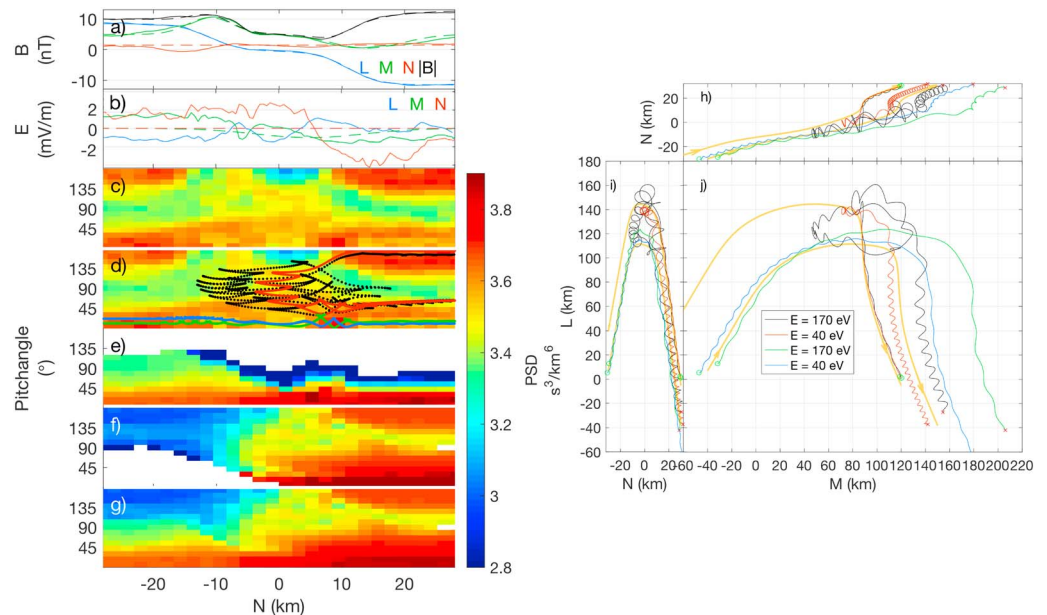 a)
10
0
-10
B
(nT)
L M N |B|
b)
2
0
-2
E
(mV/m)
L M N
c)
135
90
45
d)
135
90
45
e)
135
90
45
f)
135
90
45
g)
135
90
45
Pitchangle
(°)
-20 -10 0 10 20
N (km)
3.8
3.6
3.4
3.2
3
2.8
PSD
s³/km⁶
h)
20
0
-20
N (km)
i)
180
160
140
120
100
80
60
40
20
0
-20
-40
-60
L (km)
-20 0 20
N (km)
j)
E = 170 eV
E = 40 eV
E = 170 eV
E = 40 eV
-60 -40 -20 0 20 40 60 80 100 120 140 160 180 200 220
M (km)